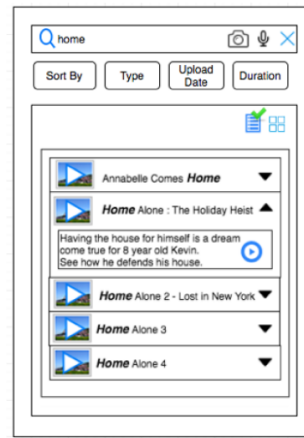 home
Sort By
Type
Upload
Date
Duration
Annabelle Comes Home
Home Alone : The Holiday Heist
Having the house for himself is a dream
come true for 8 year old Kevin.
See how he defends his house.
Home Alone 2 - Lost in New York
Home Alone 3
Home Alone 4